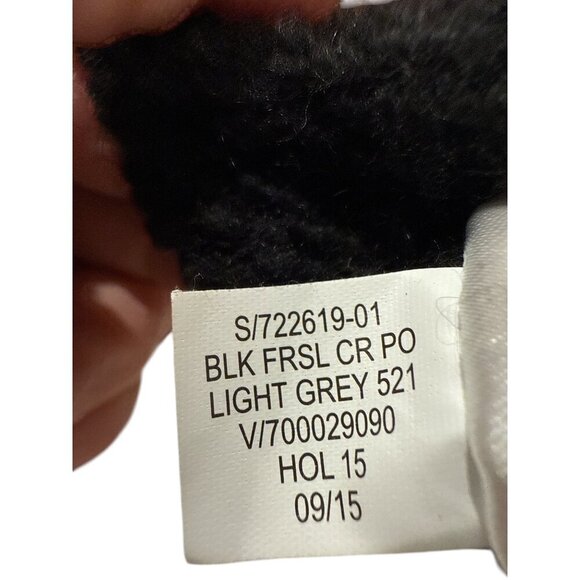 S/722619-01
BLK FRSL CR PO
LIGHT GREY 521
V/700029090
HOL 15
09/15